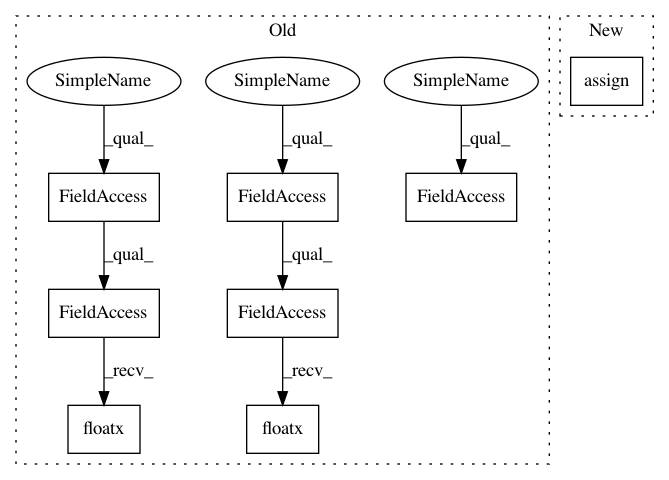 Old
New
SimpleName
SimpleName
SimpleName
assign
_qual_
_qual_
_qual_
FieldAccess
FieldAccess
FieldAccess
_qual_
_qual_
FieldAccess
FieldAccess
_recv_
_recv_
floatx
floatx